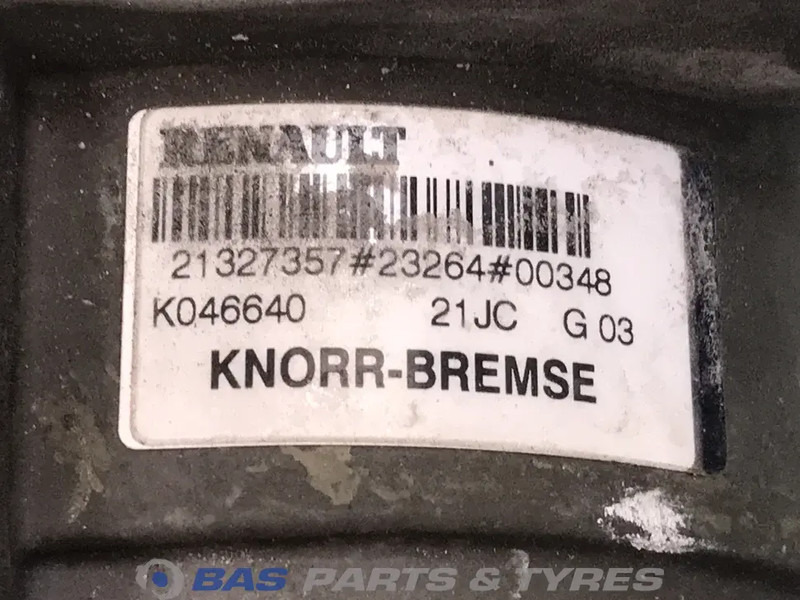 RENAULT
21327357#23264#00348
K046640 21JC G 03
KNORR-BREMSE
BAS PARTS & TYRES